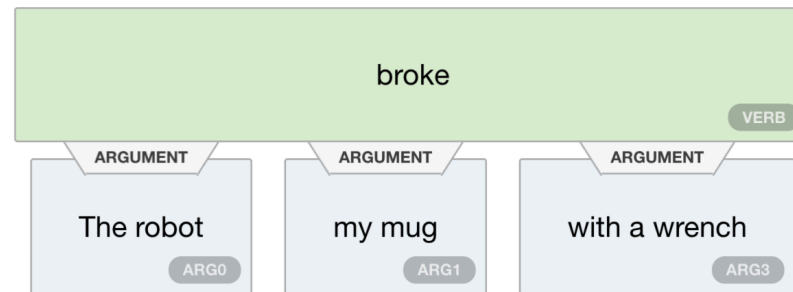 broke
VERB
ARGUMENT ARGUMENT ARGUMENT
The robot my mug with a wrench
ARG0 ARG1 ARG3